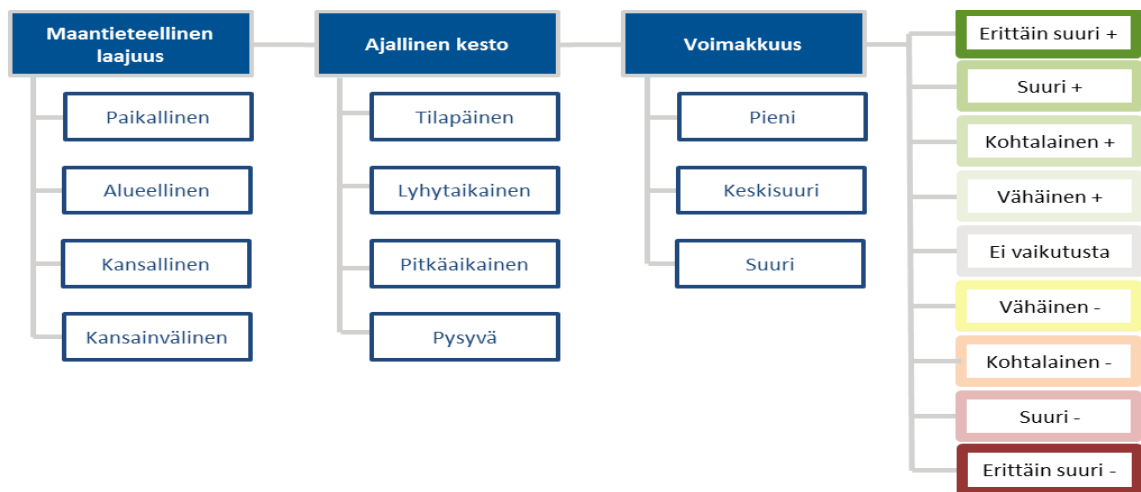 Maantieteellinen
laajuus
Paikallinen
Alueellinen
Kansallinen
Kansainvälinen
Ajallinen kesto
Tilapäinen
Lyhytaikainen
Pitkäaikainen
Pysyvä
Voimakkuus
Pieni
Keskisuuri
Suuri
Erittäin suuri +
Suuri +
Kohtalainen +
Vähäinen +
Ei vaikutusta
Vähäinen -
Kohtalainen -
Suuri -
Erittäin suuri -